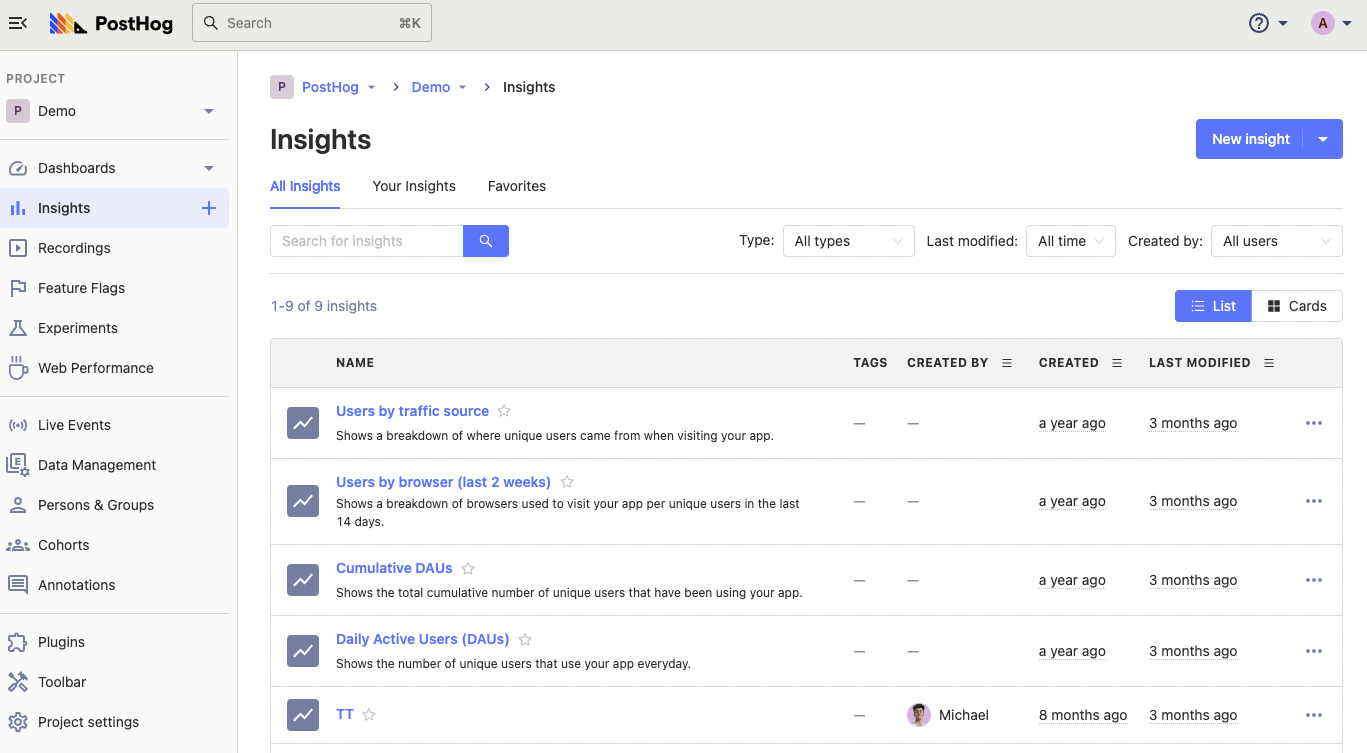 PostHog
Search ⌘K
A
PROJECT
P Demo
Dashboards
Insights
Recordings
Feature Flags
Experiments
Web Performance
Live Events
Data Management
Persons & Groups
Cohorts
Annotations
Plugins
Toolbar
Project settings
P PostHog > Demo > Insights
Insights
New insight
All Insights Your Insights Favorites
Search for insights
Type: All types Last modified: All time Created by: All users
1-9 of 9 insights
List Cards
NAME TAGS CREATED BY CREATED LAST MODIFIED
Users by traffic source
Shows a breakdown of where unique users came from when visiting your app.
— — a year ago 3 months ago
Users by browser (last 2 weeks)
Shows a breakdown of browsers used to visit your app per unique users in the last
14 days.
— — a year ago 3 months ago
Cumulative DAUs
Shows the total cumulative number of unique users that have been using your app.
— — a year ago 3 months ago
Daily Active Users (DAUs)
Shows the number of unique users that use your app everyday.
— — a year ago 3 months ago
TT — Michael 8 months ago 3 months ago